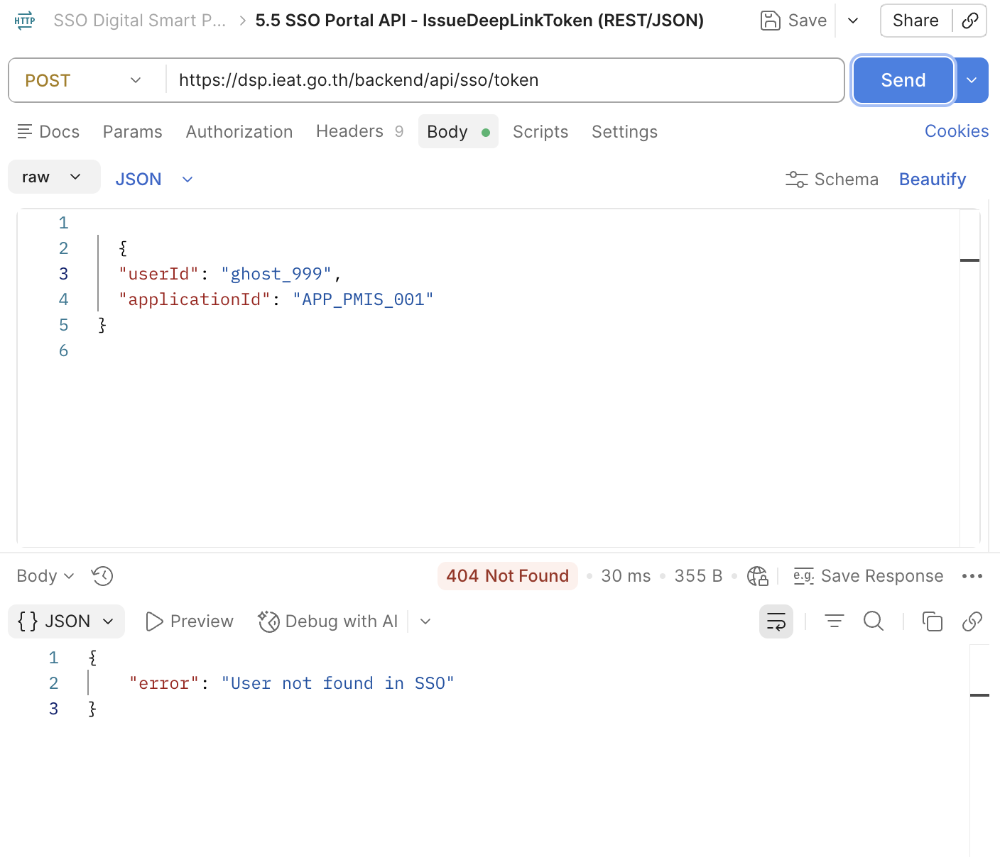 HTTP SSO Digital Smart P... > 5.5 SSO Portal API - IssueDeepLinkToken (REST/JSON) Save Share
POST https://dsp.ieat.go.th/backend/api/sso/token Send
Docs Params Authorization Headers 9 Body Scripts Settings Cookies
raw JSON Schema Beautify
1
2 {
3 "userId": "ghost_999",
4 "applicationId": "APP_PMIS_001"
5 }
6
Body 404 Not Found • 30 ms • 355 B • e.g. Save Response
{} JSON Preview Debug with AI
1 {
2 "error": "User not found in SSO"
3 }